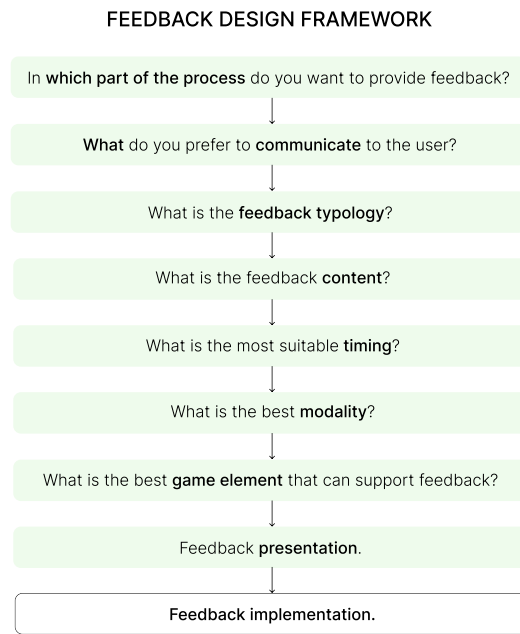 FEEDBACK DESIGN FRAMEWORK
In which part of the process do you want to provide feedback?
What do you prefer to communicate to the user?
What is the feedback typology?
What is the feedback content?
What is the most suitable timing?
What is the best modality?
What is the best game element that can support feedback?
Feedback presentation.
Feedback implementation.